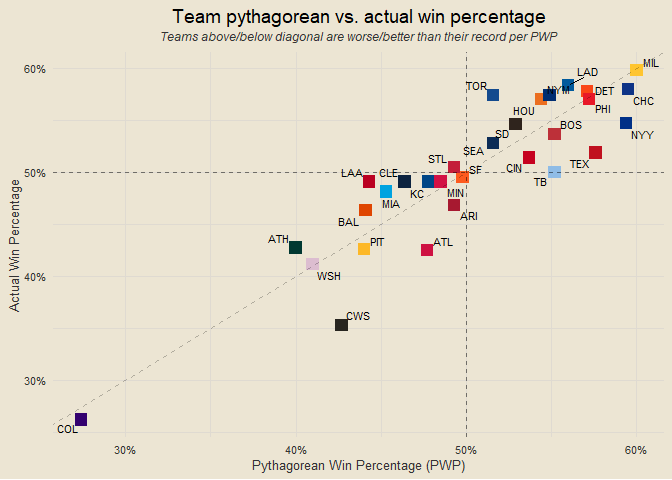 Team pythagorean vs. actual win percentage
Teams above/below diagonal are worse/better than their record per PWP
60%
50%
40%
30%
Actual Win Percentage
MIL
LAD
TOR
NYM
DET
CHC
PHI
HOU
BOS
NYY
SD
SEA
STL
SF
CIN
TEX
TB
LAA
CLE
KC
MIN
MIA
ARI
BAL
ATH
PIT
ATL
WSH
CWS
COL
30%
40%
50%
60%
Pythagorean Win Percentage (PWP)